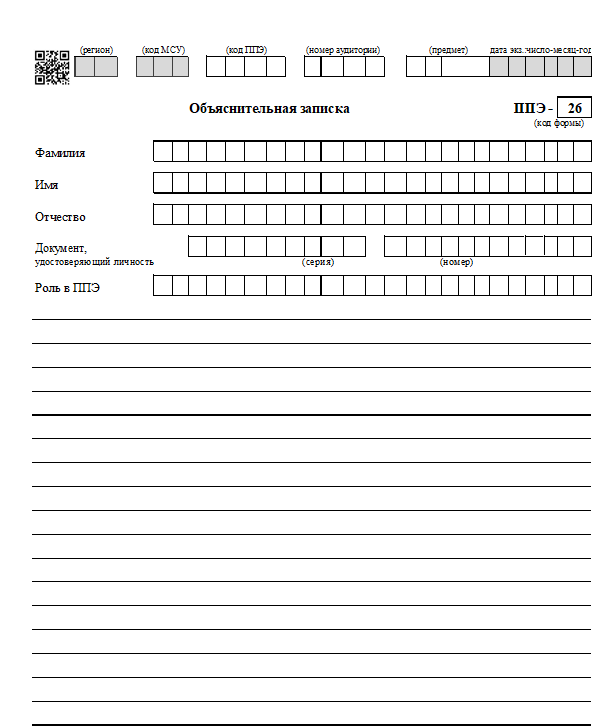 (регион) (код МСУ) (код ППЭ) (номер аудитории) (предмет) дата экз.:число-месяц-год
Объяснительная записка ППЭ - 26
(код формы)
Фамилия
Имя
Отчество
Документ,
удостоверяющий личность (серия) (номер)
Роль в ППЭ